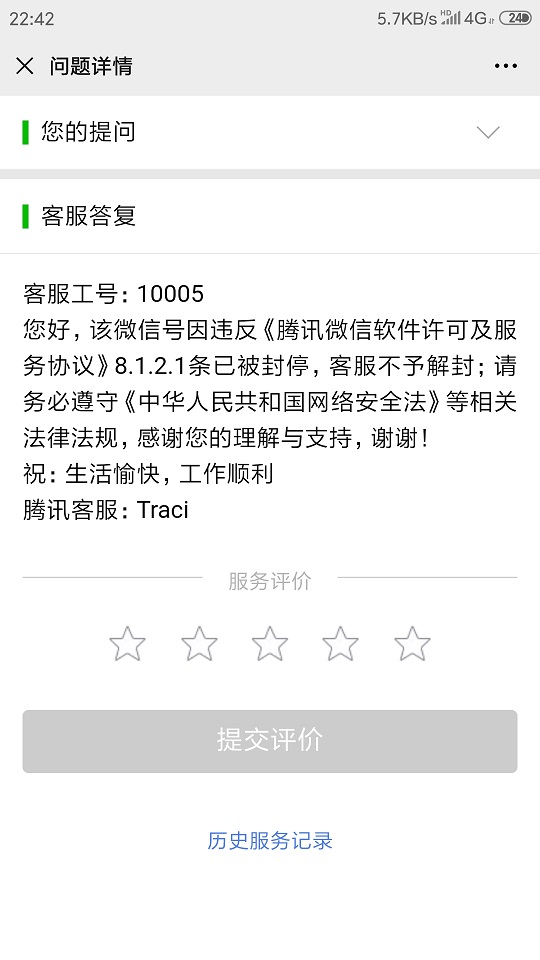 22:42
5.7KB/s HD 4G 24
问题详情
您的提问
客服答复
客服工号：10005
您好，该微信号因违反《腾讯微信软件许可及服
务协议》8.1.2.1条已被封停，客服不予解封；请
务必遵守《中华人民共和国网络安全法》等相关
法律法规，感谢您的理解与支持，谢谢！
祝：生活愉快，工作顺利
腾讯客服：Traci
服务评价
提交评价
历史服务记录